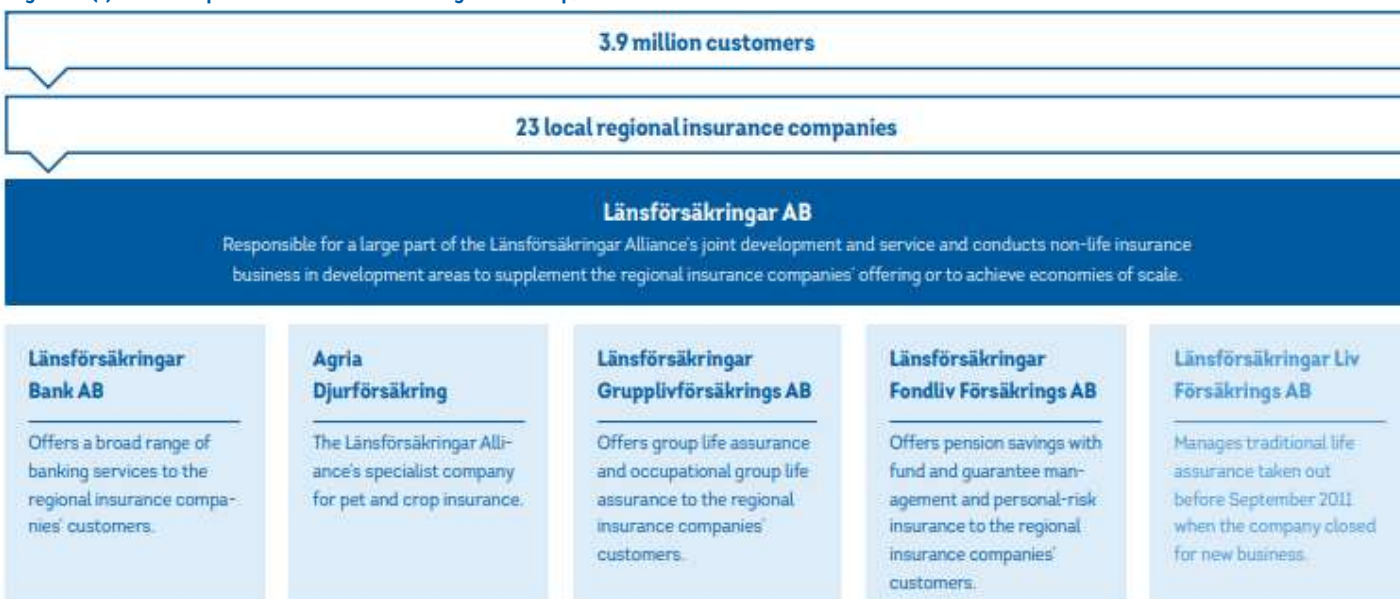 3.9 million customers
23 local regional insurance companies
Länsförsäkringar AB
Responsible for a large part of the Länsförsäkringar Alliance's joint development and service and conducts non-life insurance
business in development areas to supplement the regional insurance companies' offering or to achieve economies of scale.
Länsförsäkringar
Bank AB
Offers a broad range of
banking services to the
regional insurance compa-
nies' customers.
Agria
Djurförsäkring
The Länsförsäkringar Alli-
ance's specialist company
for pet and crop insurance.
Länsförsäkringar
Grupplivförsäkrings AB
Offers group life assurance
and occupational group life
assurance to the regional
insurance companies'
customers.
Länsförsäkringar
Fondliv Försäkrings AB
Offers pension savings with
fund and guarantee man-
agement and personal-risk
insurance to the regional
insurance companies'
customers.
Länsförsäkringar Liv
Försäkrings AB
Manages traditional life
assurance taken out
before September 2011
when the company closed
for new business.